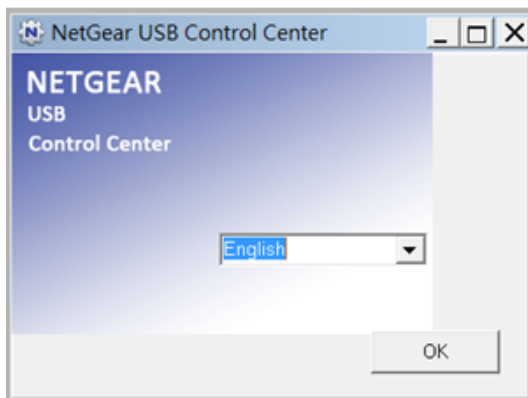 NetGear USB Control Center
NETGEAR
USB
Control Center
English
OK